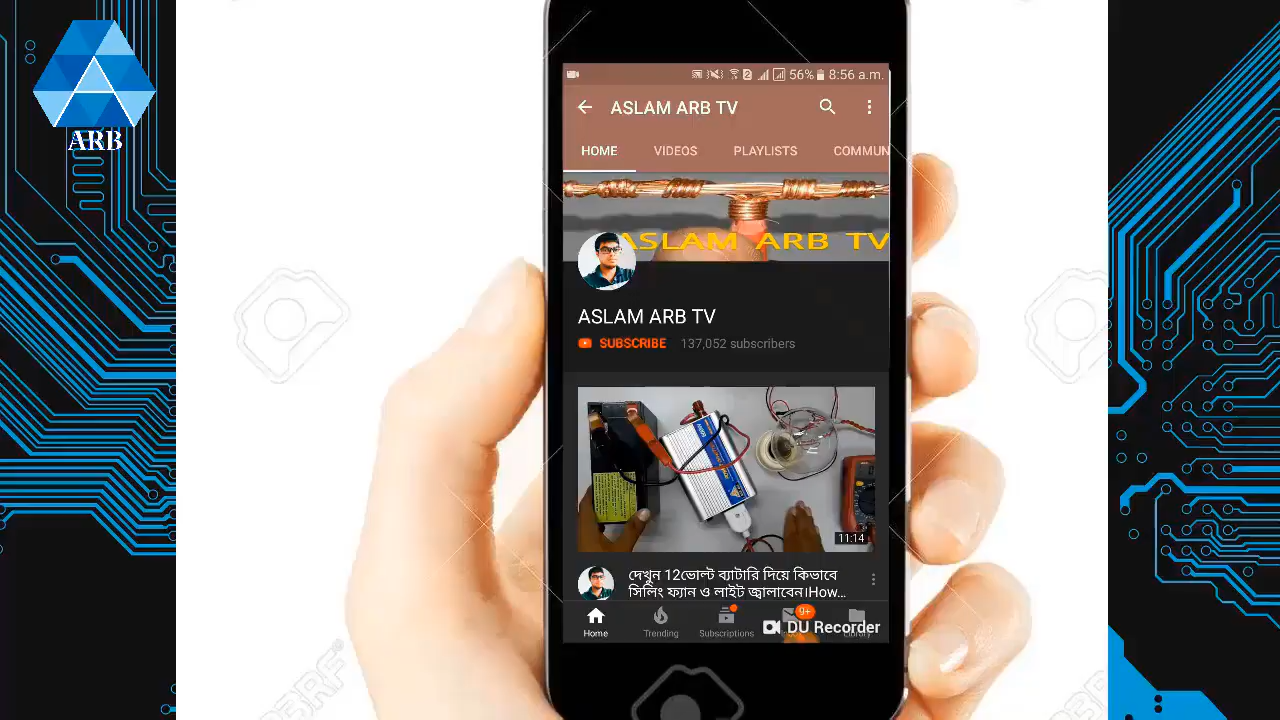 ARB
56% 8:56 a.m.
ASLAM ARB TV
HOME VIDEOS PLAYLISTS COMMUN
ASLAM ARB TV
ASLAM ARB TV
SUBSCRIBE 137,052 subscribers
11:14
দেখুন 12ভোল্ট ব্যাটারি দিয়ে কিভাবে
সিলিং ফ্যান ও লাইট জ্বালাবেন।How...
9+
DU Recorder
Home Trending Subscriptions Library